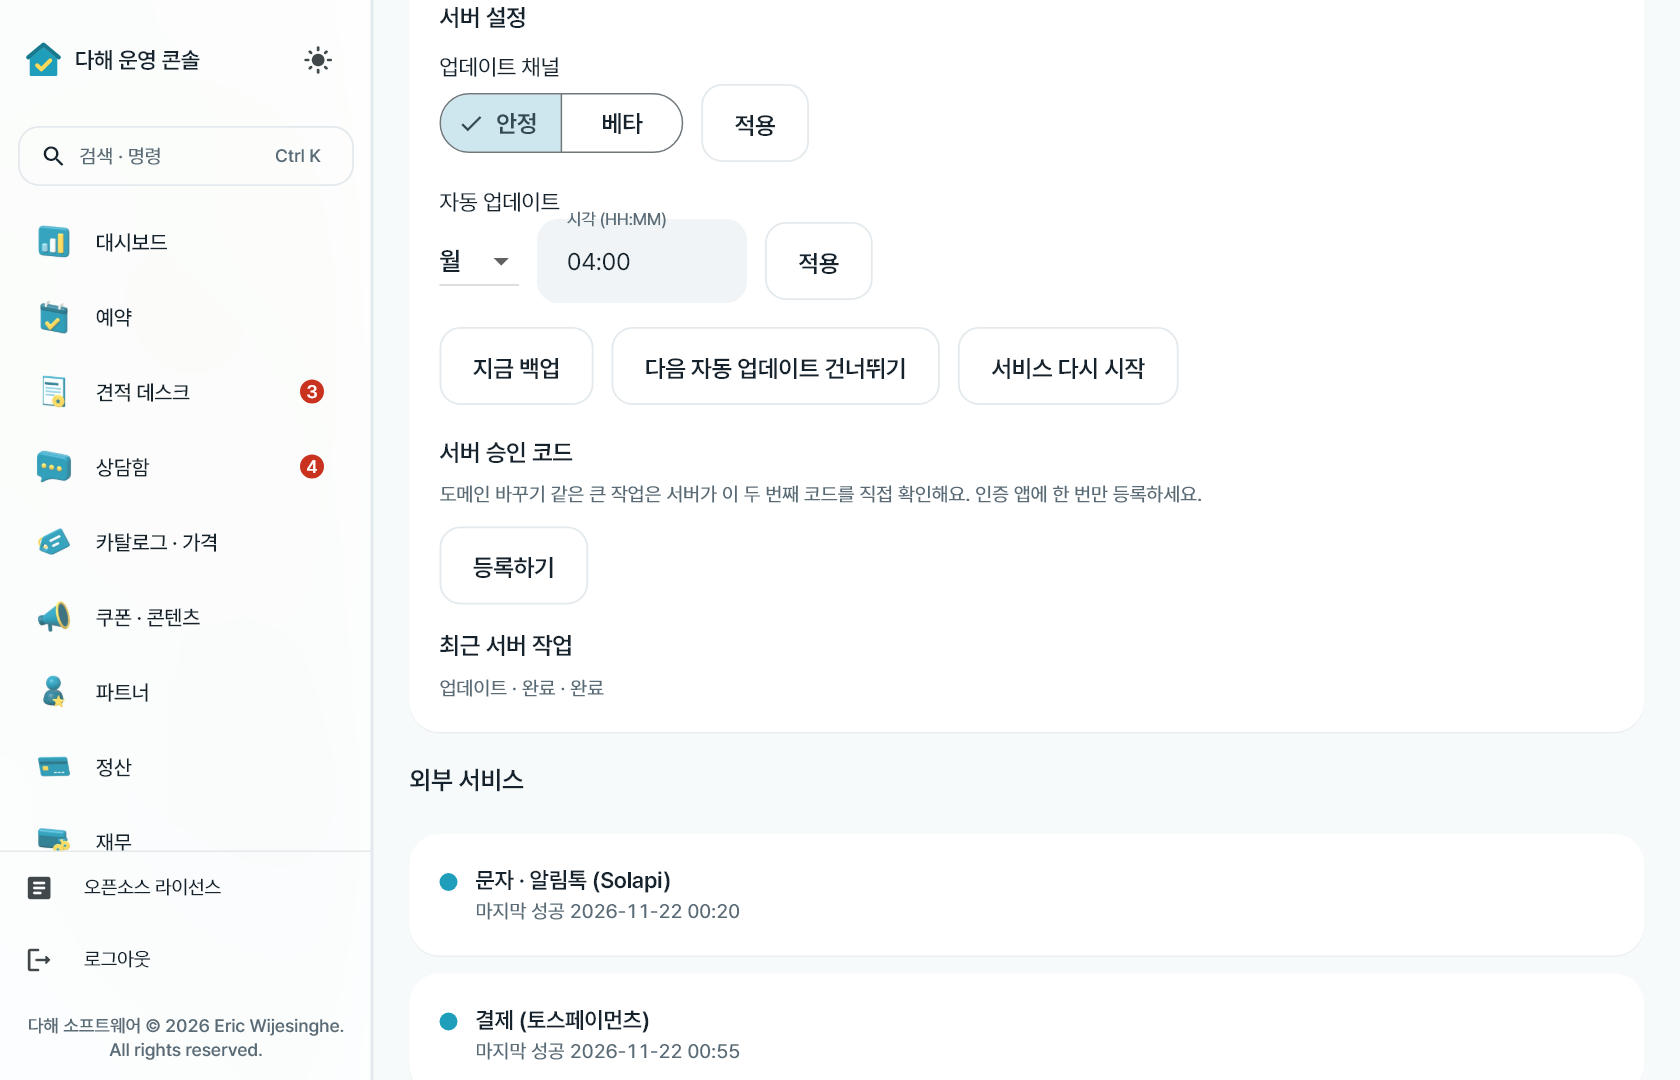 다해 운영 콘솔
검색 · 명령
Ctrl K
대시보드
예약
견적 데스크
3
상담함
4
카탈로그 · 가격
쿠폰 · 콘텐츠
파트너
정산
재무
오픈소스 라이선스
로그아웃
다해 소프트웨어 © 2026 Eric Wijesinghe.
All rights reserved.
서버 설정
업데이트 채널
안정
베타
적용
자동 업데이트
월
시각 (HH:MM)
04:00
적용
지금 백업
다음 자동 업데이트 건너뛰기
서비스 다시 시작
서버 승인 코드
도메인 바꾸기 같은 큰 작업은 서버가 이 두 번째 코드를 직접 확인해요. 인증 앱에 한 번만 등록하세요.
등록하기
최근 서버 작업
업데이트 · 완료 · 완료
외부 서비스
문자 · 알림톡 (Solapi)
마지막 성공 2026-11-22 00:20
결제 (토스페이먼츠)
마지막 성공 2026-11-22 00:55